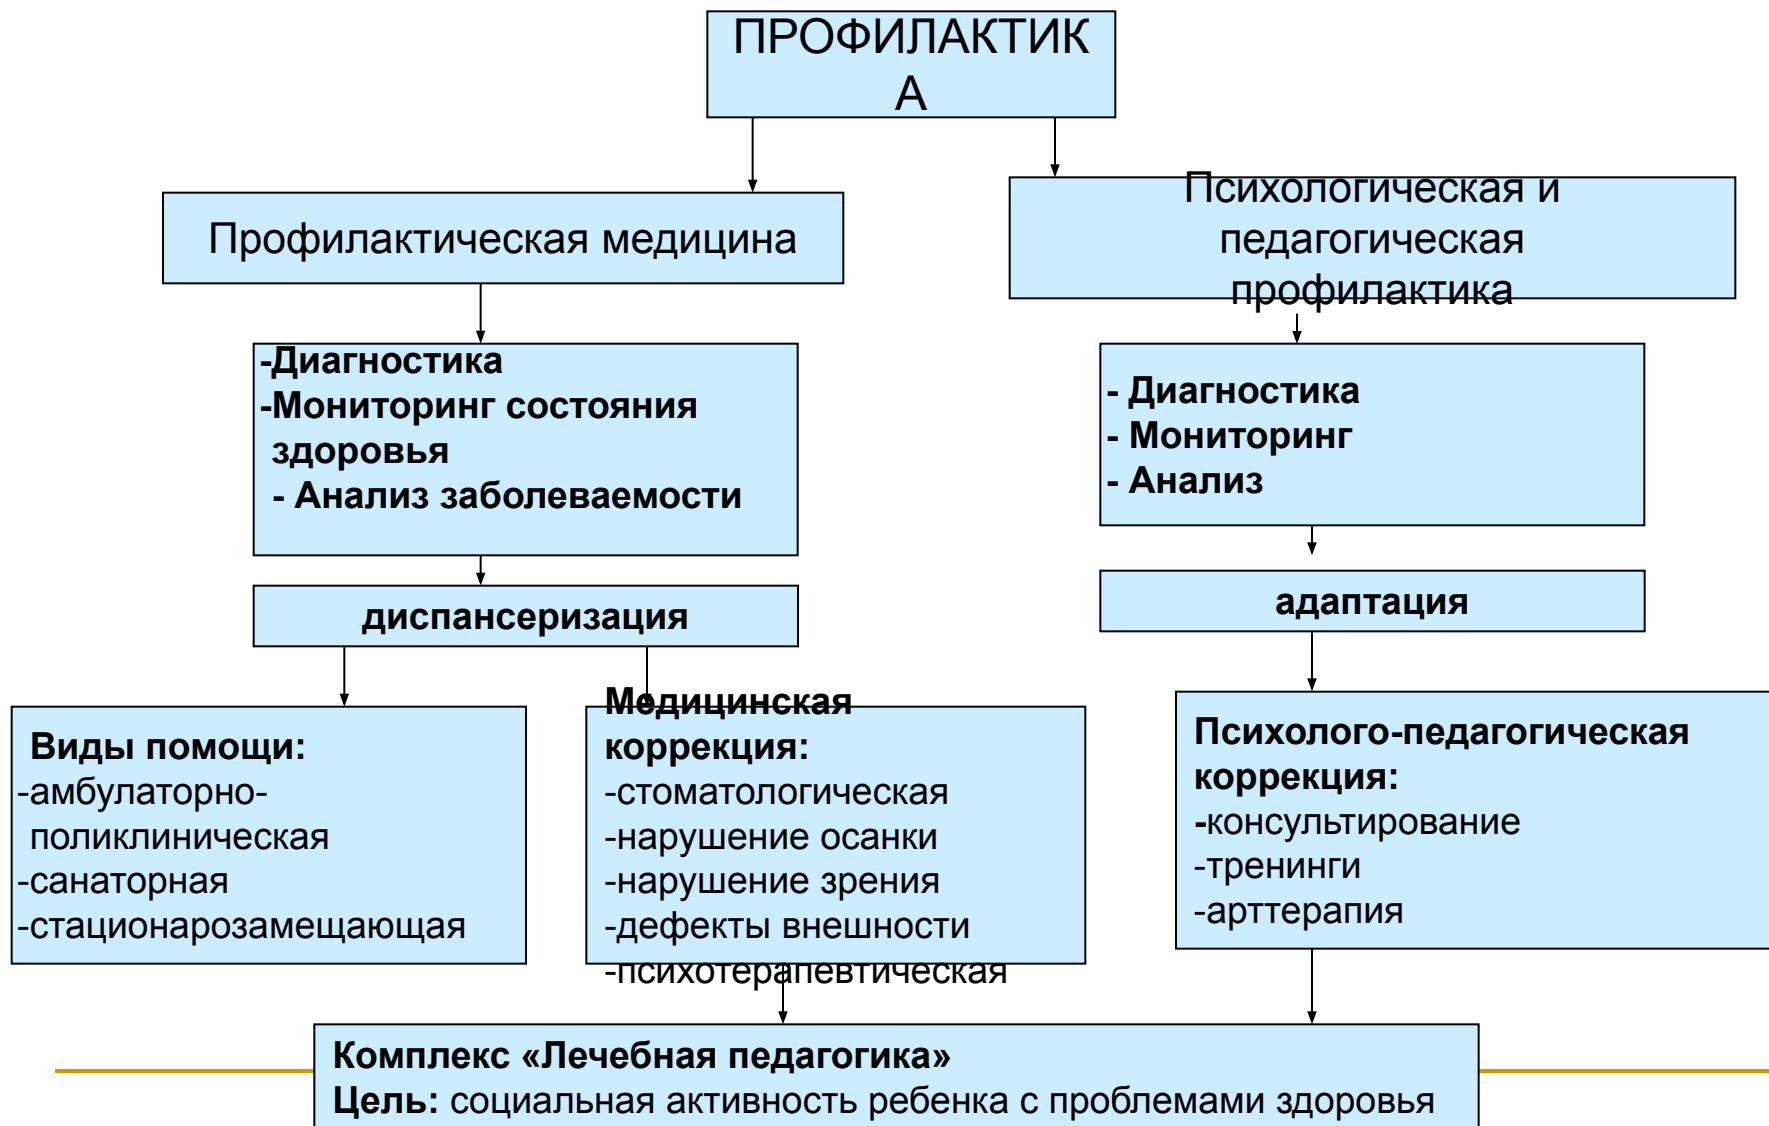 ПРОФИЛАКТИК
А
Профилактическая медицина
Психологическая и
педагогическая
профилактика
-Диагностика
-Мониторинг состояния
здоровья
- Анализ заболеваемости
- Диагностика
- Мониторинг
- Анализ
диспансеризация
адаптация
Виды помощи:
-амбулаторно-
поликлиническая
-санаторная
-стационарозамещающая
Медицинская
коррекция:
-стоматологическая
-нарушение осанки
-нарушение зрения
-дефекты внешности
-психотерапевтическая
Психолого-педагогическая
коррекция:
-консультирование
-тренинги
-арттерапия
Комплекс «Лечебная педагогика»
Цель: социальная активность ребенка с проблемами здоровья